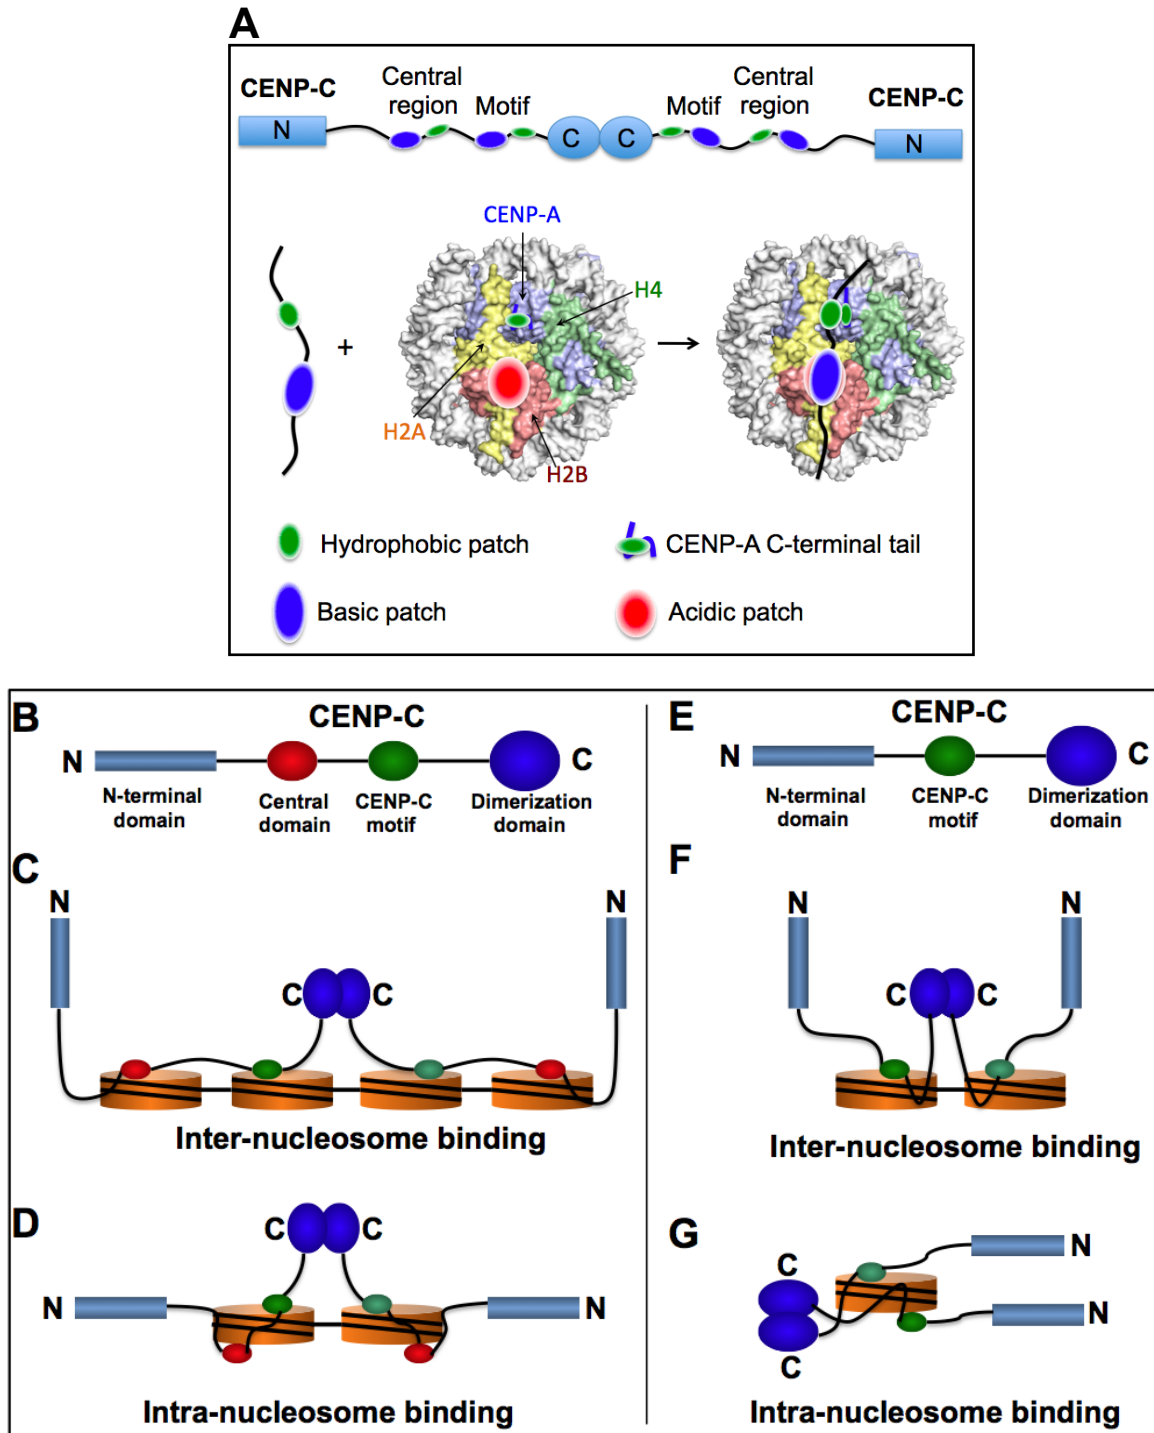 A
CENP-C
Central
region
Motif
Motif
Central
region
CENP-C
N
C
C
N
CENP-A
H4
+
H2A
H2B
Hydrophobic patch
CENP-A C-terminal tail
Basic patch
Acidic patch
B
CENP-C
N
C
N-terminal
domain
Central
domain
CENP-C
motif
Dimerization
domain
C
N
N
C
C
Inter-nucleosome binding
D
C
C
N
N
Intra-nucleosome binding
E
CENP-C
N
C
N-terminal
domain
CENP-C
motif
Dimerization
domain
F
N
N
C
C
Inter-nucleosome binding
G
N
C
N
C
Intra-nucleosome binding